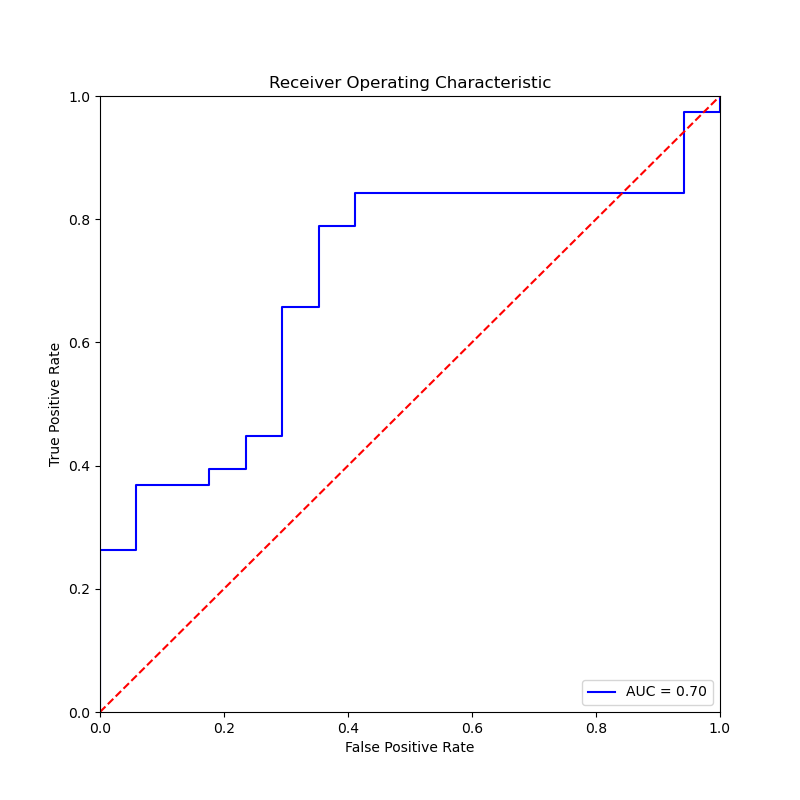 Receiver Operating Characteristic
1.0
0.8
0.6
0.4
0.2
0.0
True Positive Rate
AUC = 0.70
0.0 0.2 0.4 0.6 0.8 1.0
False Positive Rate